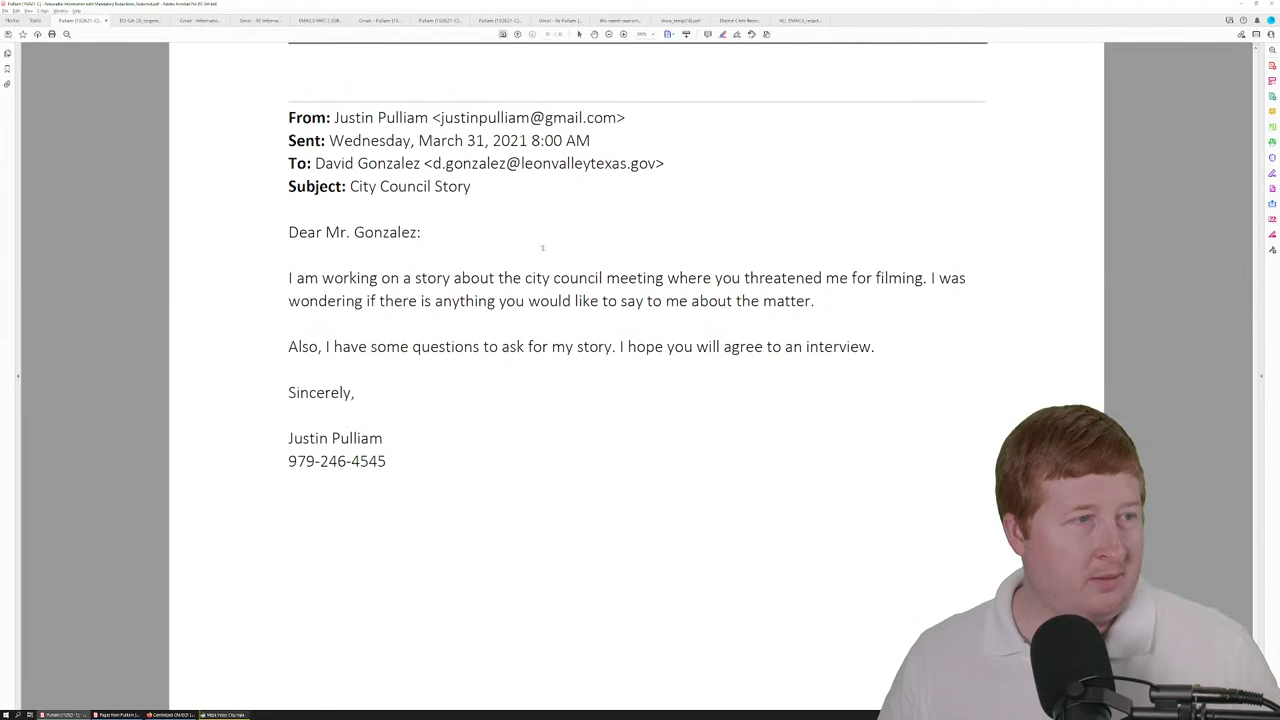 Home Tools
From: Justin Pulliam <justinpulliam@gmail.com>
Sent: Wednesday, March 31, 2021 8:00 AM
To: David Gonzalez <d.gonzalez@leonvalleytexas.gov>
Subject: City Council Story
Dear Mr. Gonzalez:
I am working on a story about the city council meeting where you threatened me for filming. I was
wondering if there is anything you would like to say to me about the matter.
Also, I have some questions to ask for my story. I hope you will agree to an interview.
Sincerely,
Justin Pulliam
979-246-4545